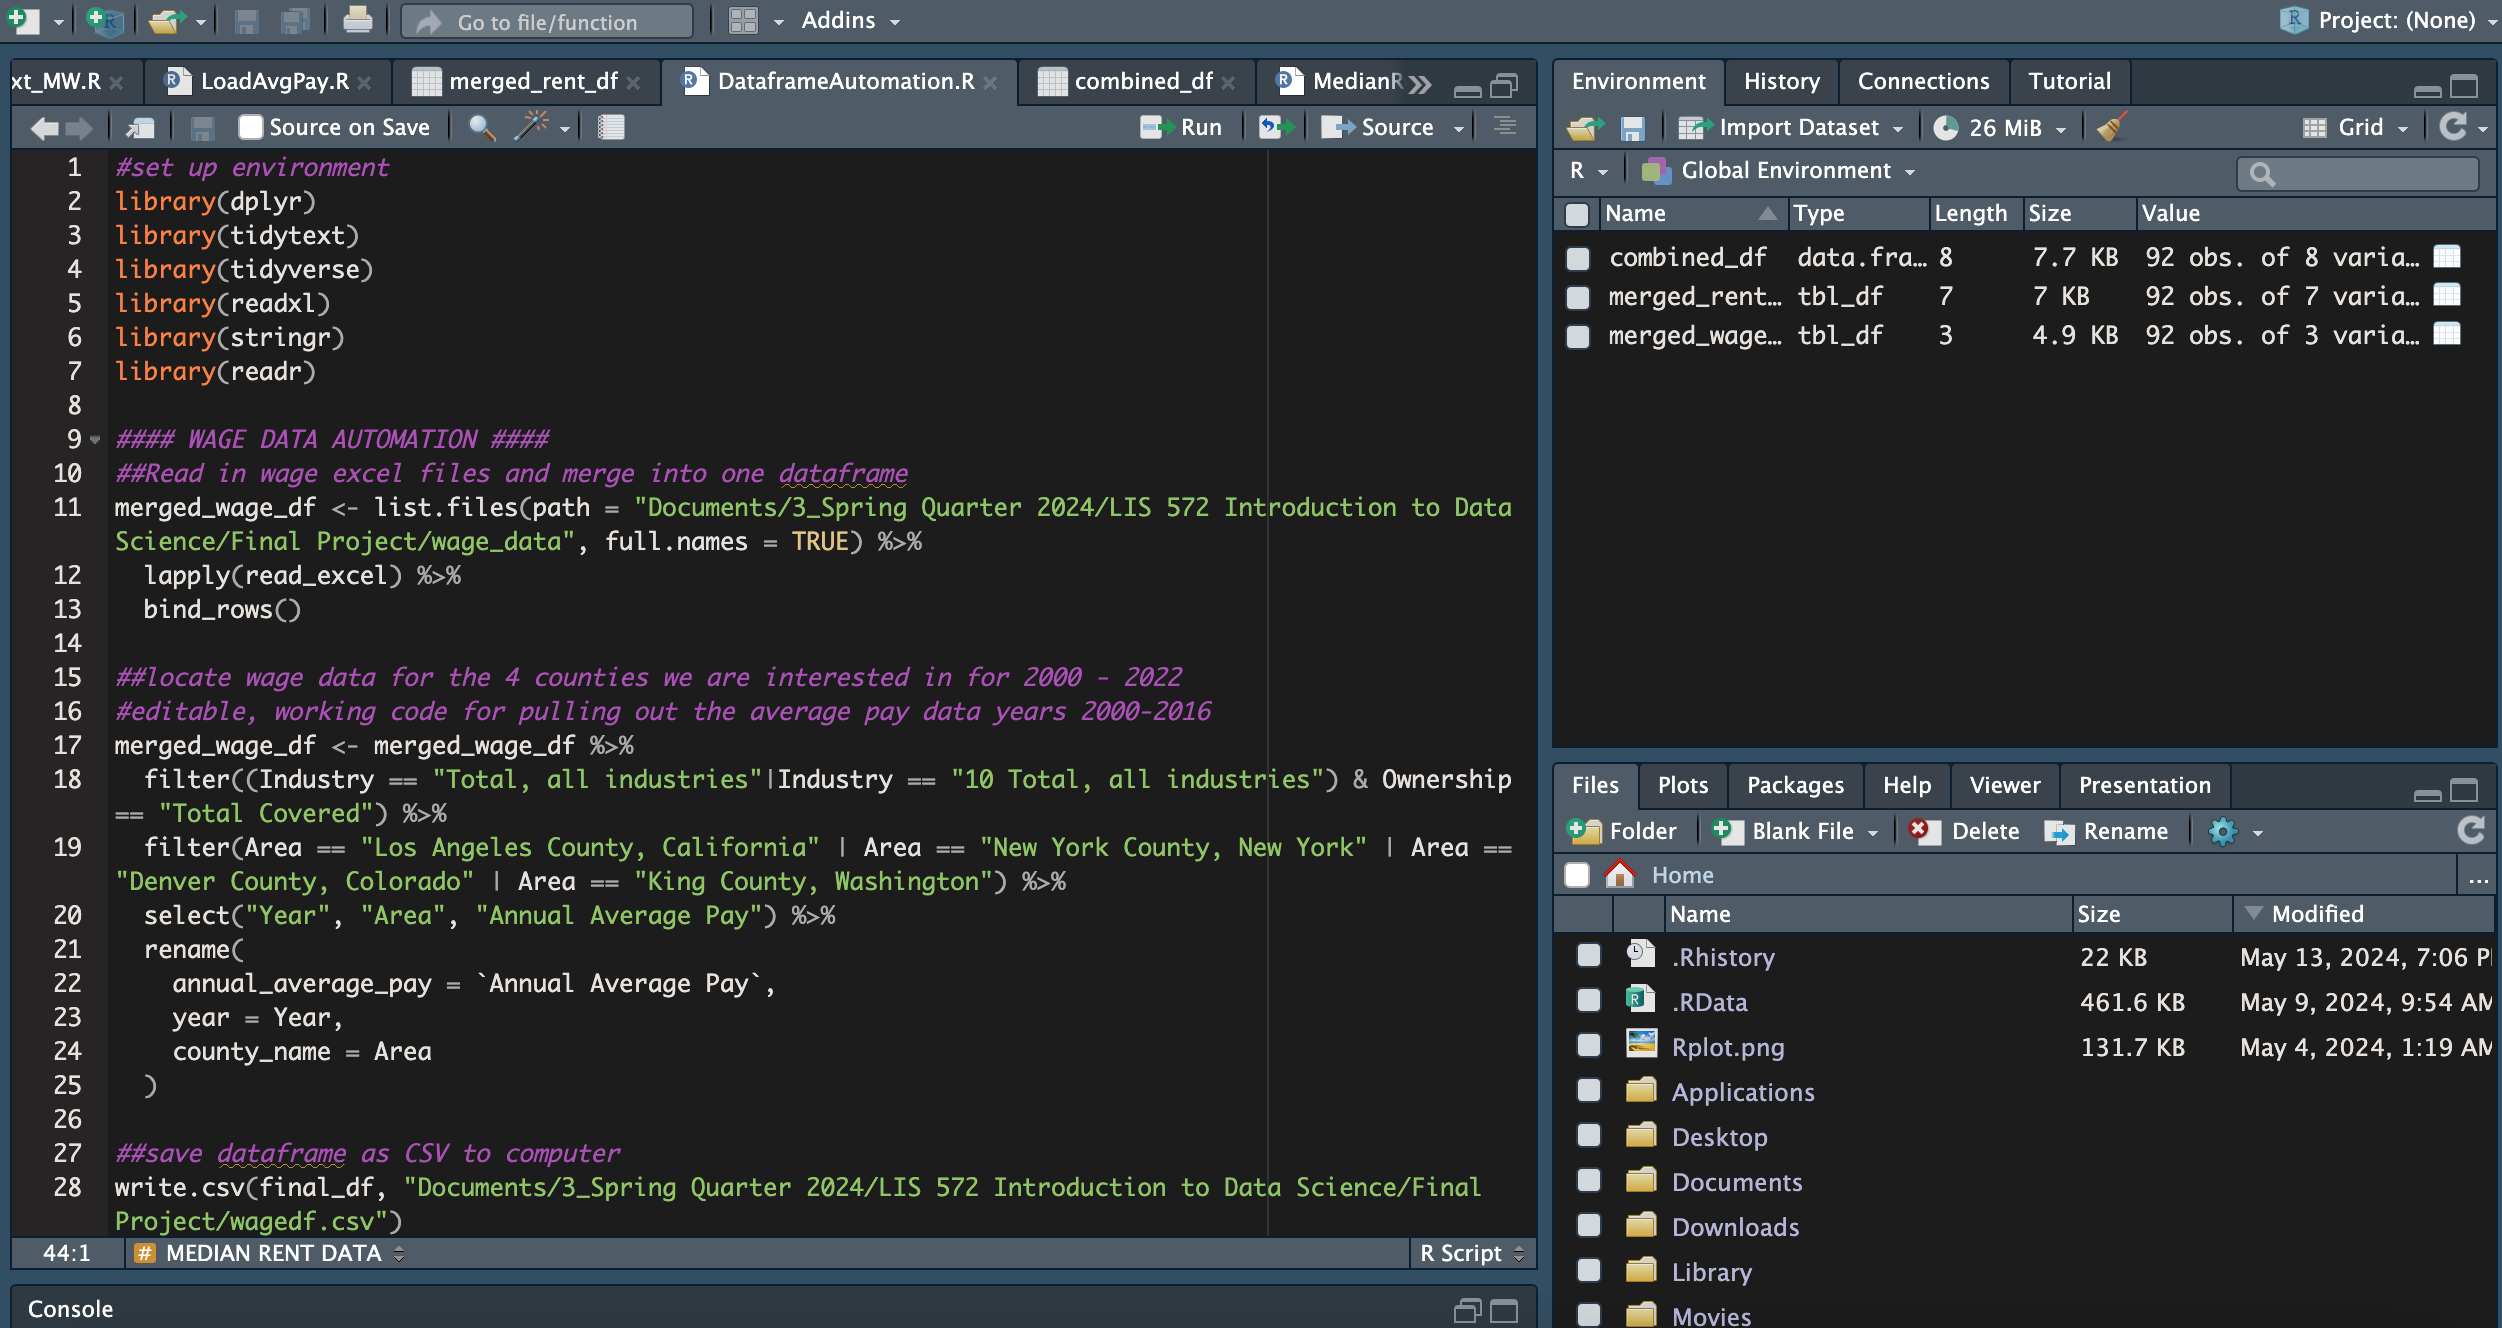 Go to file/function
Addins
Project: (None)
xt_MW.R
LoadAvgPay.R
merged_rent_df
DataframeAutomation.R
combined_df
MedianR
Source on Save
Run
Source
1 #set up environment
2 library(dplyr)
3 library(tidytext)
4 library(tidyverse)
5 library(readxl)
6 library(stringr)
7 library(readr)
8
9 #### WAGE DATA AUTOMATION ####
10 ##Read in wage excel files and merge into one dataframe
11 merged_wage_df <- list.files(path = "Documents/3_Spring Quarter 2024/LIS 572 Introduction to Data
Science/Final Project/wage_data", full.names = TRUE) %>%
12   lapply(read_excel) %>%
13   bind_rows()
14
15 ##locate wage data for the 4 counties we are interested in for 2000 - 2022
16 #editable, working code for pulling out the average pay data years 2000-2016
17 merged_wage_df <- merged_wage_df %>%
18   filter((Industry == "Total, all industries"|Industry == "10 Total, all industries") & Ownership
== "Total Covered") %>%
19   filter(Area == "Los Angeles County, California" | Area == "New York County, New York" | Area ==
"Denver County, Colorado" | Area == "King County, Washington") %>%
20   select("Year", "Area", "Annual Average Pay") %>%
21   rename(
22     annual_average_pay = `Annual Average Pay`,
23     year = Year,
24     county_name = Area
25   )
26
27 ##save dataframe as CSV to computer
28 write.csv(final_df, "Documents/3_Spring Quarter 2024/LIS 572 Introduction to Data Science/Final
Project/wagedf.csv")
44:1
# MEDIAN RENT DATA
R Script
Console
Environment
History
Connections
Tutorial
Import Dataset
26 MiB
Grid
R
Global Environment
Name Type Length Size Value
combined_df data.fra… 8 7.7 KB 92 obs. of 8 varia…
merged_rent… tbl_df 7 7 KB 92 obs. of 7 varia…
merged_wage… tbl_df 3 4.9 KB 92 obs. of 3 varia…
Files
Plots
Packages
Help
Viewer
Presentation
Folder
Blank File
Delete
Rename
Home
...
Name Size Modified
.Rhistory 22 KB May 13, 2024, 7:06 P
.RData 461.6 KB May 9, 2024, 9:54 AM
Rplot.png 131.7 KB May 4, 2024, 1:19 AM
Applications
Desktop
Documents
Downloads
Library
Movies